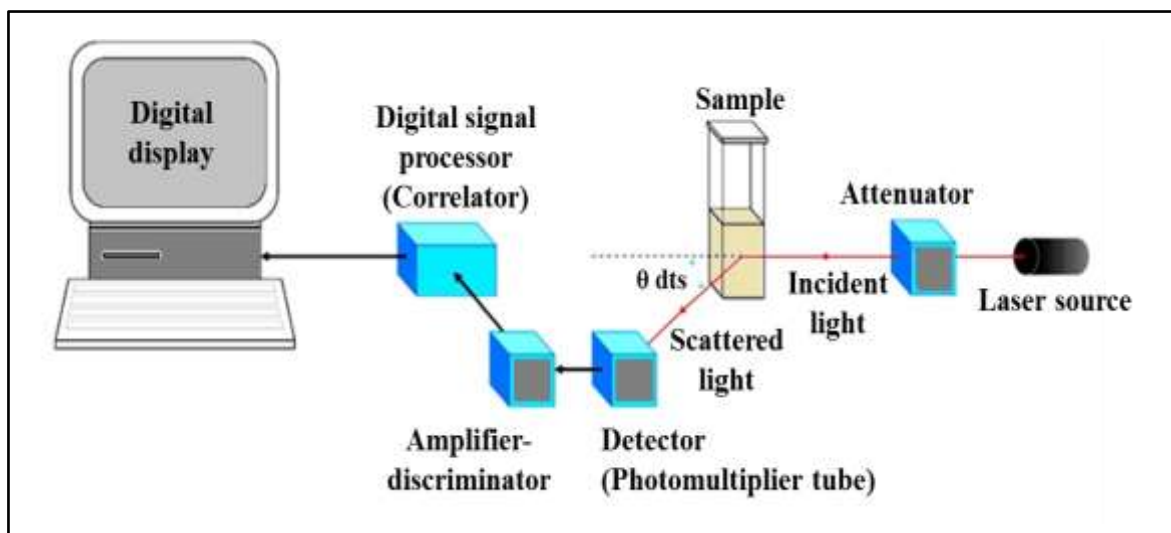 Digital
display
Digital signal
processor
(Correlator)
Sample
Attenuator
θ dts
Incident
light
Laser source
Scattered
light
Amplifier-
discriminator
Detector
(Photomultiplier tube)